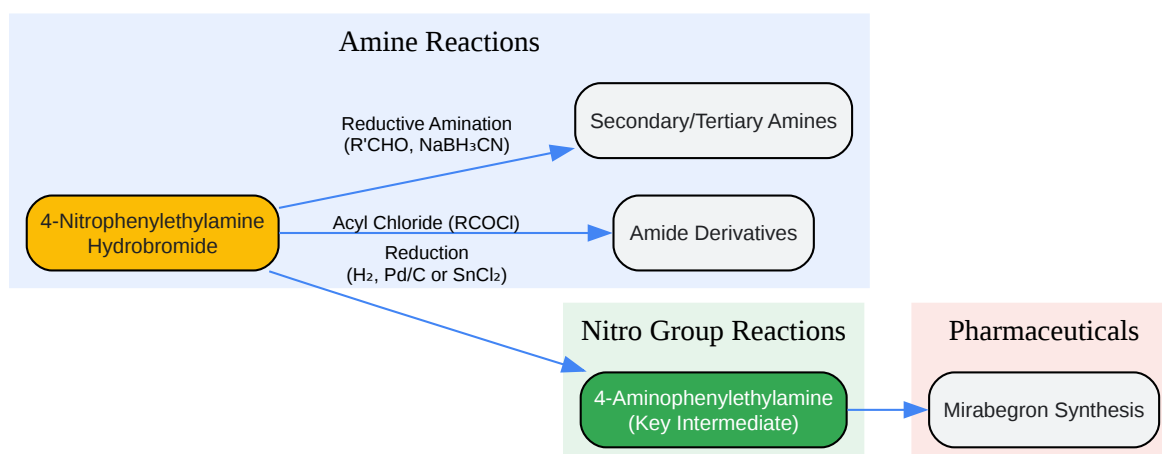 Amine Reactions
Reductive Amination
(R'CHO, NaBH₃CN)
Secondary/Tertiary Amines
4-Nitrophenylethylamine
Hydrobromide
Acyl Chloride (RCOCl)
Amide Derivatives
Reduction
(H₂, Pd/C or SnCl₂)
Nitro Group Reactions
4-Aminophenylethylamine
(Key Intermediate)
Pharmaceuticals
Mirabegron Synthesis